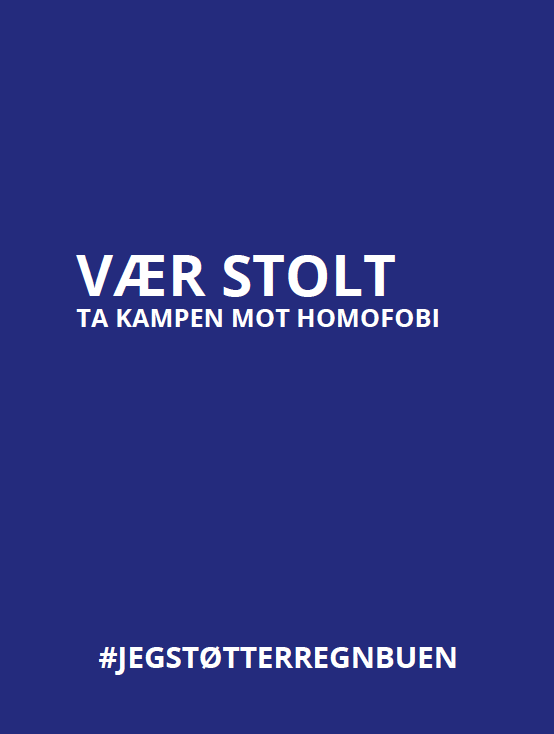 VÆR STOLT
TA KAMPEN MOT HOMOFOBI
#JEGSTØTTERREGNBUEN